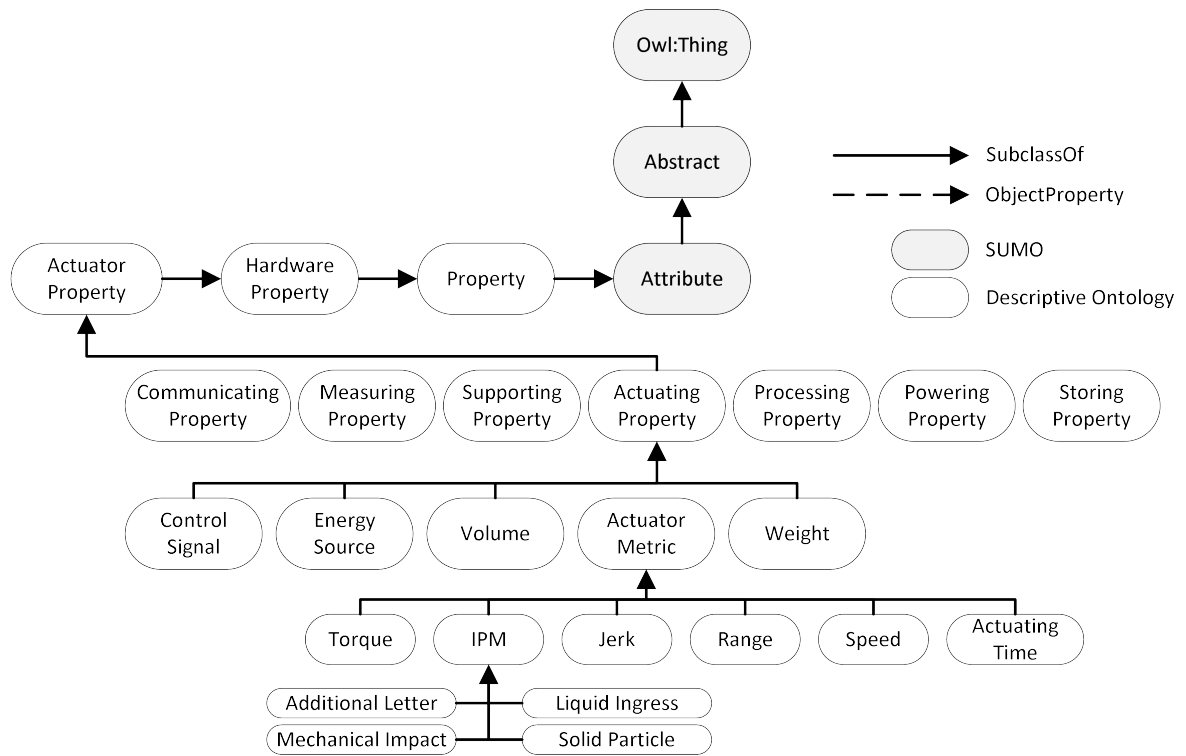 Owl:Thing
Abstract
SubclassOf
ObjectProperty
Actuator
Property
Hardware
Property
Property
Attribute
SUMO
Descriptive Ontology
Communicating
Property
Measuring
Property
Supporting
Property
Actuating
Property
Processing
Property
Powering
Property
Storing
Property
Control
Signal
Energy
Source
Volume
Actuator
Metric
Weight
Torque
IPM
Jerk
Range
Speed
Actuating
Time
Additional Letter
Liquid Ingress
Mechanical Impact
Solid Particle